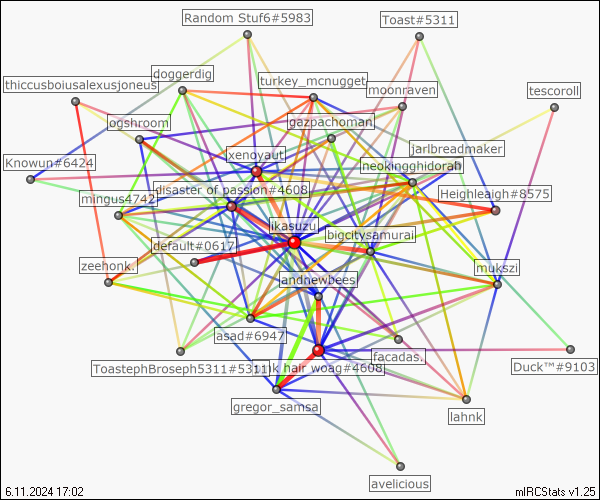 Random Stuf6#5983
Toast#5311
doggerdig
turkey_mcnugget
thiccusboiusalexusjoneus
moonraven
tescoroll
ogshroom
gazpachoman
xenoyaut
jarlbreadmaker
Knowun#6424
neokingghidorah
mingus4742
disaster of passion#4608
Heighleaigh#8575
ikasuzu
default#0617
bigcitysamurai
zeehonk.
andnewbees
mukszi
asad#6947
facadas.
ToastephBroseph5311#5311
hair woag#4608
Duck™#9103
gregor_samsa
lahnk
avelicious
6.11.2024 17:02
mIRCStats v1.25